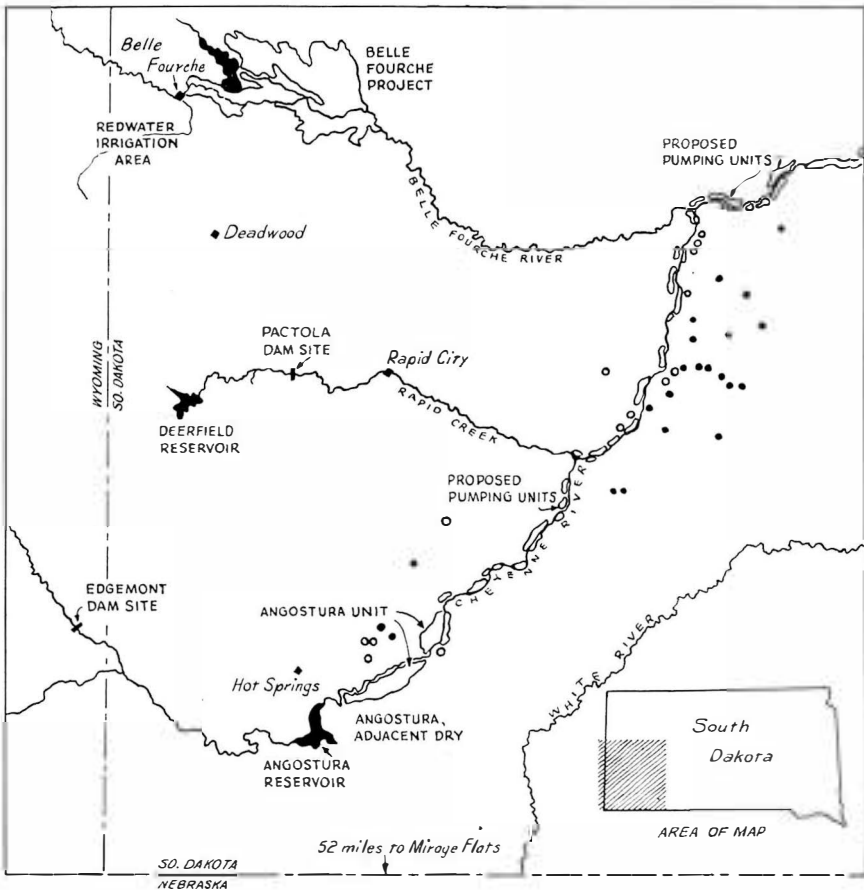 Belle
Fourche
BELLE
FOURCHE
PROJECT
REDWATER
IRRIGATION
AREA
PROPOSED
PUMPING UNITS
BELLE FOURCHE RIVER
Deadwood
WYOMING
SO. DAKOTA
PACTOLA
DAM SITE
Rapid City
DEERFIELD
RESERVOIR
RAPID CREEK
PROPOSED
PUMPING UNITS
CHEYENNE RIVER
EDGEMONT
DAM SITE
ANGOSTURA UNIT
Hot Springs
WHITE RIVER
ANGOSTURA,
ADJACENT DRY
ANGOSTURA
RESERVOIR
South
Dakota
AREA OF MAP
52 miles to Mirage Flats
SO. DAKOTA
NEBRASKA